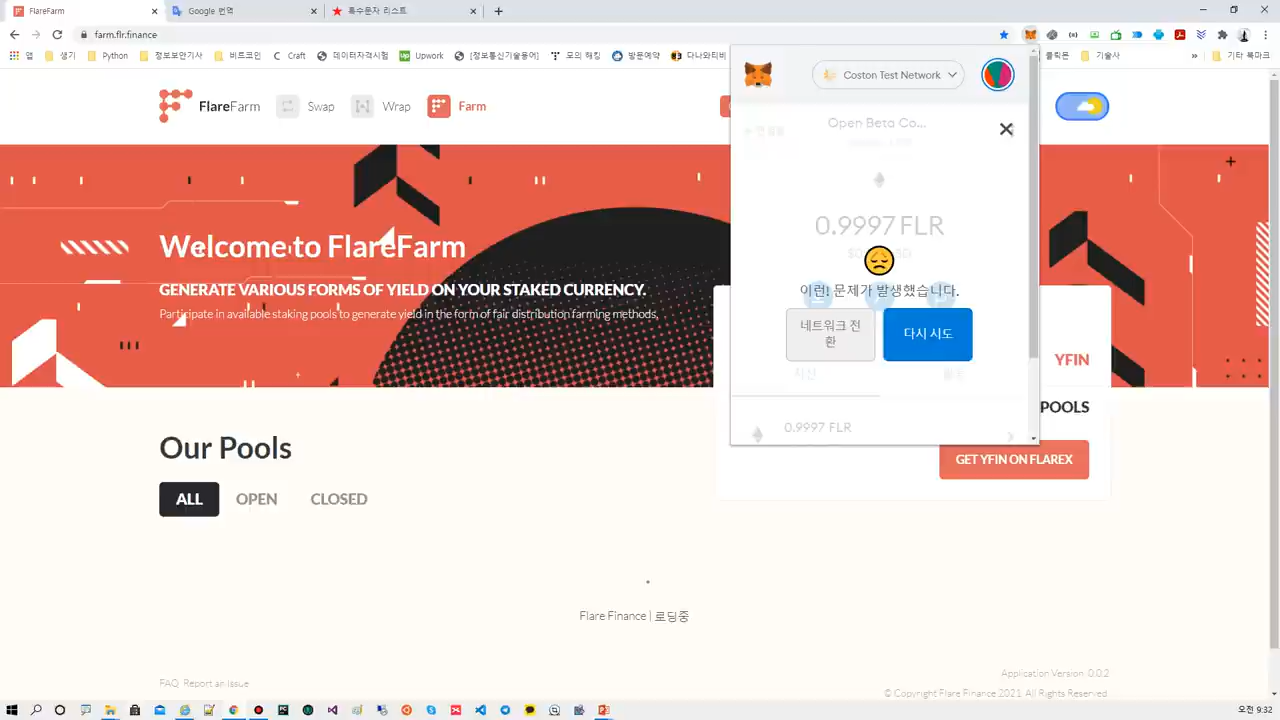 FlareFarm
Google 번역
특수문자 리스트
farm.flr.finance
앱
생기
Python
정보보안기사
비트로인
Craft
데이터자격시험
Upwork
[정보통신기술용어]
모의 해킹
방문예약
다나와티비
클릭몬
기술사
»
기타 북마크
FlareFarm
Swap
Wrap
Farm
Coston Test Network
Open Beta Co...
0.9997 FLR
이런! 문제가 발생했습니다.
네트워크 전
환
다시 시도
자산
활동
0.9997 FLR
Welcome to FlareFarm
GENERATE VARIOUS FORMS OF YIELD ON YOUR STAKED CURRENCY.
Participate in available staking pools to generate yield in the form of fair distribution farming methods,
YFIN
POOLS
GET YFIN ON FLAREX
Our Pools
ALL
OPEN
CLOSED
Flare Finance | 로딩중
FAQ
Report an Issue
Application Version: 0.0.2
© Copyright Flare Finance 2021. All Rights Reserved
오전 9:32